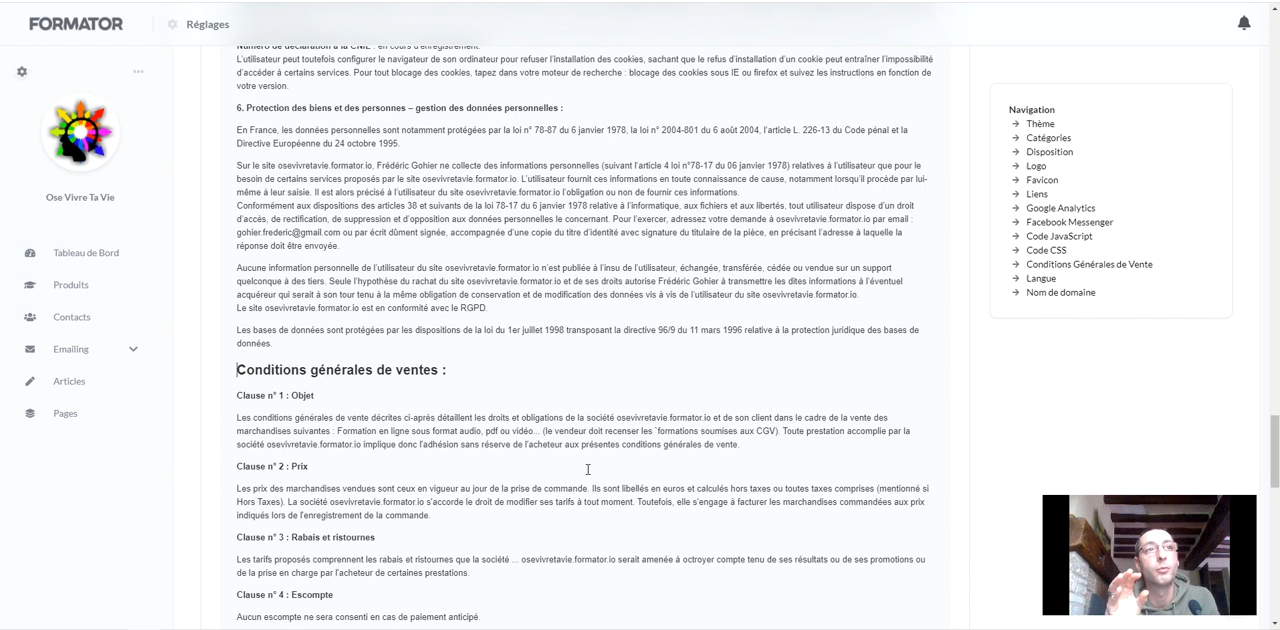 FORMATOR
Réglages
Ose Vivre Ta Vie
Tableau de Bord
Produits
Contacts
Emailing
Articles
Pages
Numéro de déclaration à la CNIL : en cours d'enregistrement.
L'utilisateur peut toutefois configurer le navigateur de son ordinateur pour refuser l'installation des cookies, sachant que le refus d'installation d'un cookie peut entraîner l'impossibilité
d'accéder à certains services. Pour tout blocage des cookies, tapez dans votre moteur de recherche : blocage des cookies sous IE ou firefox et suivez les instructions en fonction de
votre version.
6. Protection des biens et des personnes – gestion des données personnelles :
En France, les données personnelles sont notamment protégées par la loi n° 78-87 du 6 janvier 1978, la loi n° 2004-801 du 6 août 2004, l'article L. 226-13 du Code pénal et la
Directive Européenne du 24 octobre 1995.
Sur le site osevivretavie.formator.io, Frédéric Gohier ne collecte des informations personnelles (suivant l'article 4 loi n°78-17 du 06 janvier 1978) relatives à l'utilisateur que pour le
besoin de certains services proposés par le site osevivretavie.formator.io. L'utilisateur fournit ces informations en toute connaissance de cause, notamment lorsqu'il procède par lui-
même à leur saisie. Il est alors précisé à l'utilisateur du site osevivretavie.formator.io l'obligation ou non de fournir ces informations.
Conformément aux dispositions des articles 38 et suivants de la loi 78-17 du 6 janvier 1978 relative à l'informatique, aux fichiers et aux libertés, tout utilisateur dispose d'un droit
d'accès, de rectification, de suppression et d'opposition aux données personnelles le concernant. Pour l'exercer, adressez votre demande à osevivretavie.formator.io par email :
gohier.frederic@gmail.com ou par écrit dûment signée, accompagnée d'une copie du titre d'identité avec signature du titulaire de la pièce, en précisant l'adresse à laquelle la
réponse doit être envoyée.
Aucune information personnelle de l'utilisateur du site osevivretavie.formator.io n'est publiée à l'insu de l'utilisateur, échangée, transférée, cédée ou vendue sur un support
quelconque à des tiers. Seule l'hypothèse du rachat du site osevivretavie.formator.io et de ses droits autorise Frédéric Gohier à transmettre les dites informations à l'éventuel
acquéreur qui serait à son tour tenu à la même obligation de conservation et de modification des données vis à vis de l'utilisateur du site osevivretavie.formator.io.
Le site osevivretavie.formator.io est en conformité avec le RGPD.
Les bases de données sont protégées par les dispositions de la loi du 1er juillet 1998 transposant la directive 96/9 du 11 mars 1996 relative à la protection juridique des bases de
données.
Conditions générales de ventes :
Clause n° 1 : Objet
Les conditions générales de vente décrites ci-après détaillent les droits et obligations de la société osevivretavie.formator.io et de son client dans le cadre de la vente des
marchandises suivantes : Formation en ligne sous format audio, pdf ou vidéo... (le vendeur doit recenser les `formations soumises aux CGV). Toute prestation accomplie par la
société osevivretavie.formator.io implique donc l'adhésion sans réserve de l'acheteur aux présentes conditions générales de vente.
Clause n° 2 : Prix
Les prix des marchandises vendues sont ceux en vigueur au jour de la prise de commande. Ils sont libellés en euros et calculés hors taxes ou toutes taxes comprises (mentionné si
Hors Taxes). La société osevivretavie.formator.io s'accorde le droit de modifier ses tarifs à tout moment. Toutefois, elle s'engage à facturer les marchandises commandées aux prix
indiqués lors de l'enregistrement de la commande.
Clause n° 3 : Rabais et ristournes
Les tarifs proposés comprennent les rabais et ristournes que la société ... osevivretavie.formator.io serait amenée à octroyer compte tenu de ses résultats ou de ses promotions ou
de la prise en charge par l'acheteur de certaines prestations.
Clause n° 4 : Escompte
Aucun escompte ne sera consenti en cas de paiement anticipé.
Navigation
Thème
Catégories
Disposition
Logo
Favicon
Liens
Google Analytics
Facebook Messenger
Code JavaScript
Code CSS
Conditions Générales de Vente
Langue
Nom de domaine